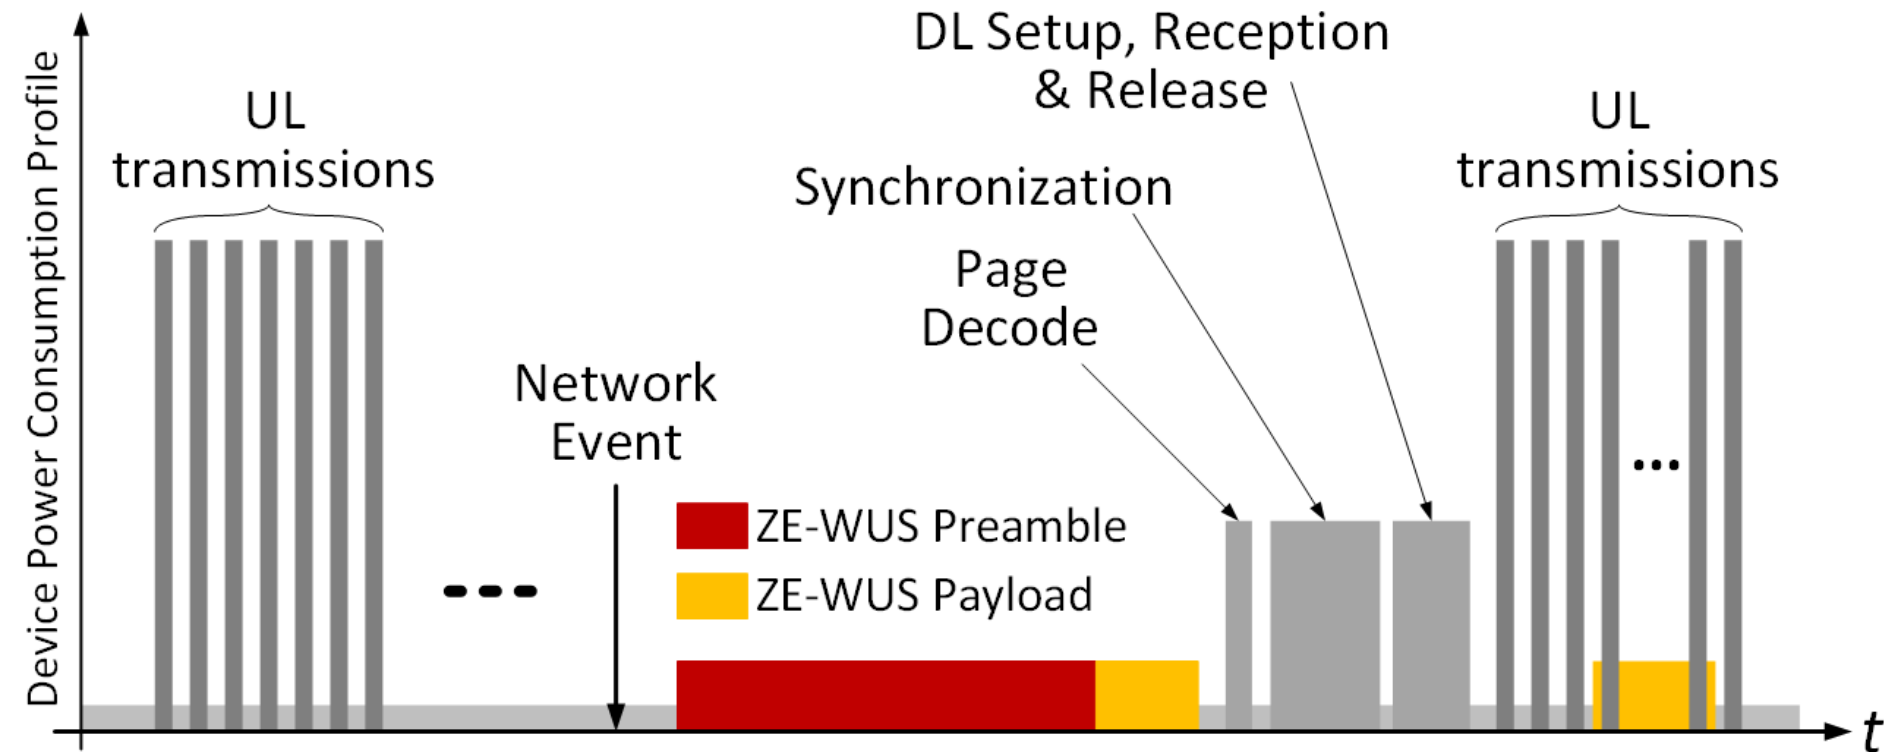 Device Power Consumption Profile
UL
transmissions
Network
Event
DL Setup, Reception
& Release
Synchronization
Page
Decode
ZE-WUS Preamble
ZE-WUS Payload
UL
transmissions
...
t